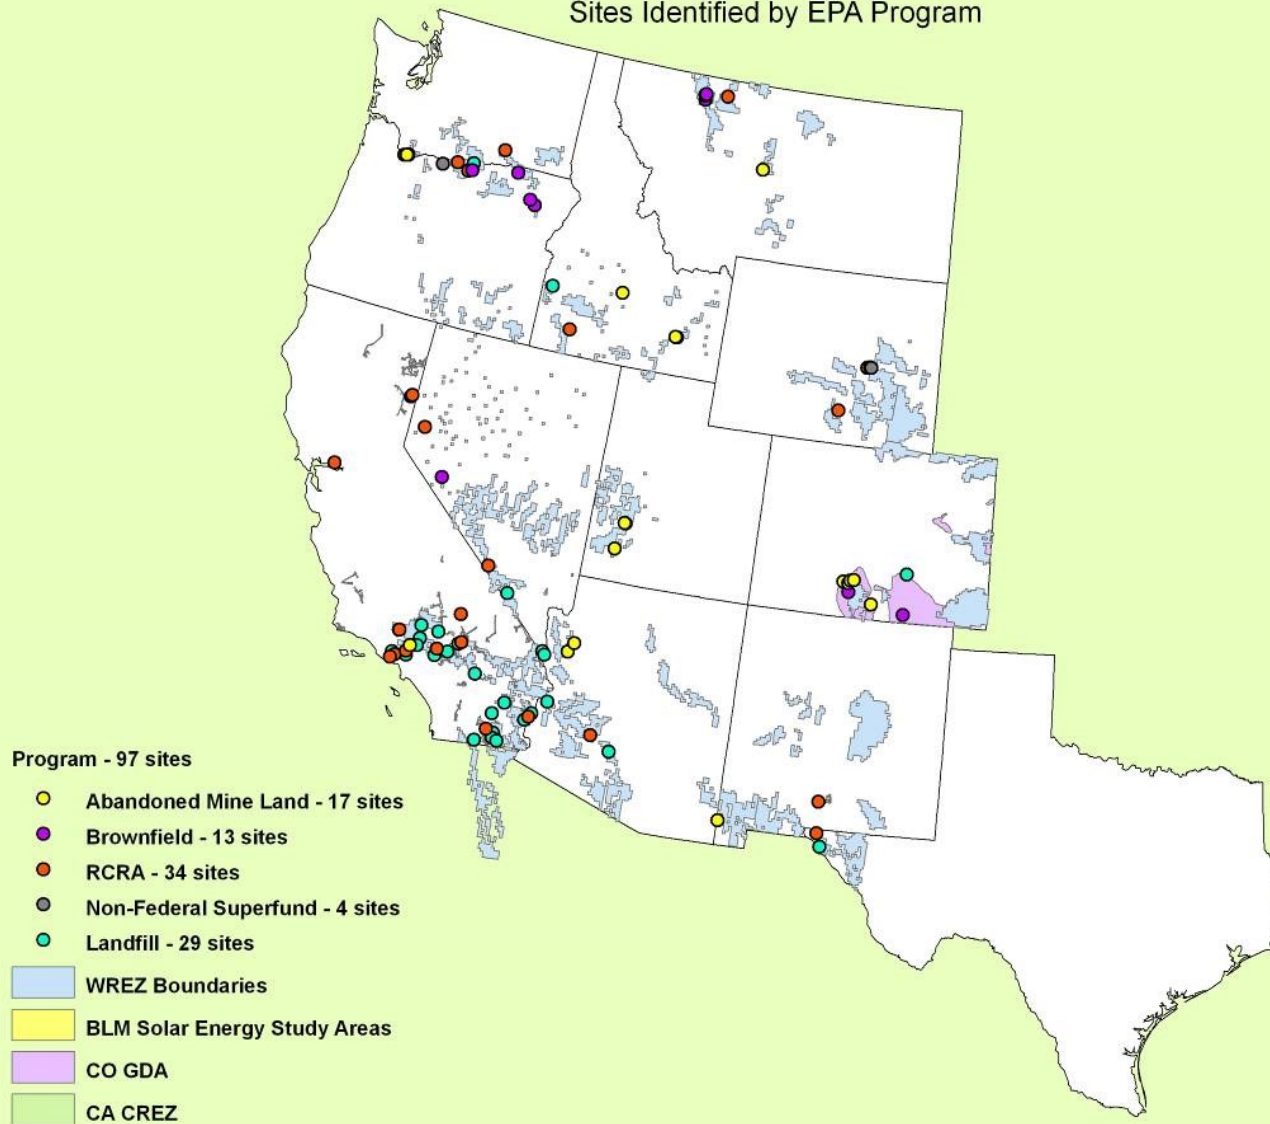 Sites Identified by EPA Program
Program - 97 sites
Abandoned Mine Land - 17 sites
Brownfield - 13 sites
RCRA - 34 sites
Non-Federal Superfund - 4 sites
Landfill - 29 sites
WREZ Boundaries
BLM Solar Energy Study Areas
CO GDA
CA CREZ